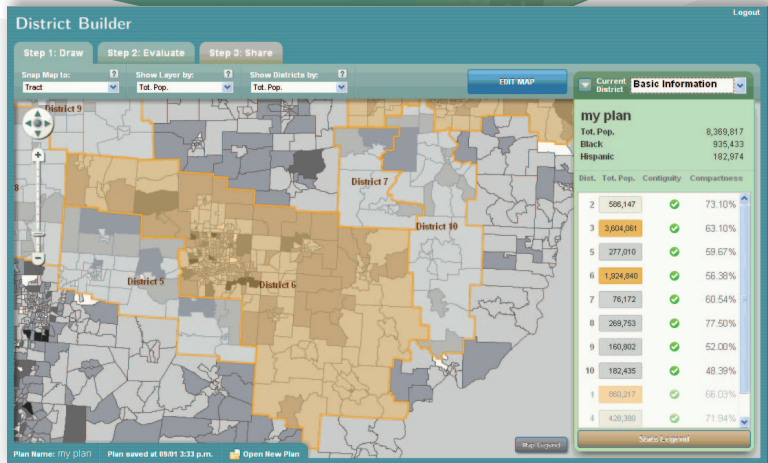 Logout
District Builder
Step 1: Draw Step 2: Evaluate Step 3: Share
Snap Map to: ? Show Layer by: ? Show Districts by: ?
Tract Tot. Pop. Tot. Pop.
EDIT MAP
Current District Basic Information
my plan
Tot. Pop. 8,369,817
Black 935,433
Hispanic 182,974
Dist. Tot. Pop. Contiguity Compactness
2 586,147 73.10%
3 3,604,061 63.10%
5 277,010 59.67%
6 1,924,840 56.38%
7 76,172 60.54%
8 269,753 77.50%
9 160,802 52.00%
10 182,435 48.39%
1 860,217 66.03%
4 428,380 71.94%
Stats Legend
District 9
District 7
8
District 10
District 5
District 6
Map Legend
Plan Name: my plan Plan saved at 09/01 3:33 p.m. Open New Plan